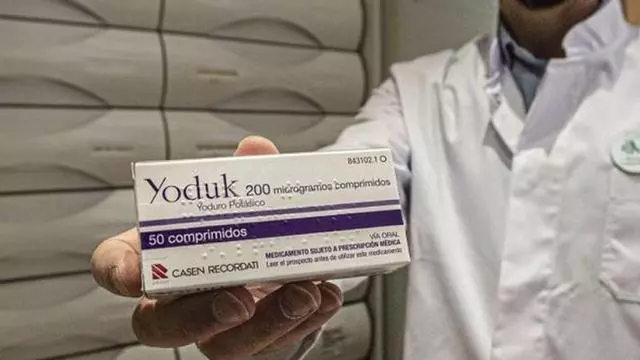 843102.1 O
Yoduk 200 microgramos comprimidos
Yoduro Potásico
50 comprimidos
VÍA ORAL
MEDICAMENTO SUJETO A PRESCRIPCIÓN MÉDICA
Leer el prospecto antes de utilizar este medicamento
CASEN RECORDATI